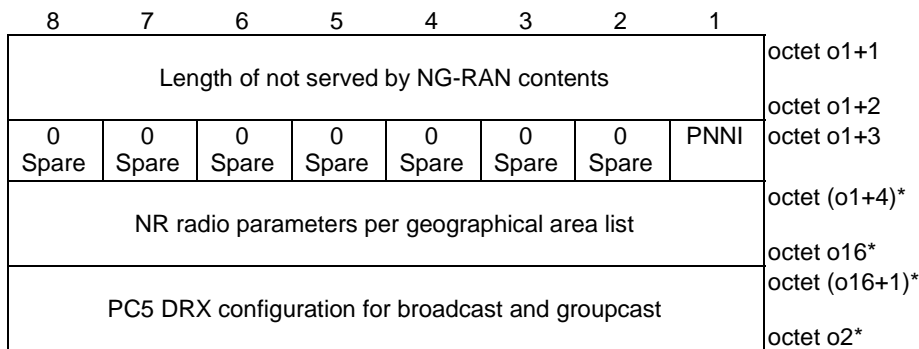 8 7 6 5 4 3 2 1
octet o1+1
Length of not served by NG-RAN contents
octet o1+2
0 0 0 0 0 0 0 PNNI octet o1+3
Spare Spare Spare Spare Spare Spare Spare
octet (o1+4)*
NR radio parameters per geographical area list
octet o16*
octet (o16+1)*
PC5 DRX configuration for broadcast and groupcast
octet o2*